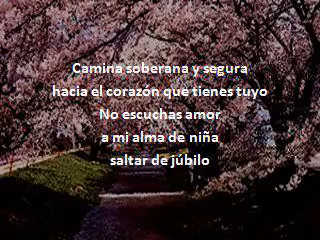 Camina soberana y segura
hacia el corazón que tienes tuyo
No escuchas amor
a mi alma de niña
saltar de júbilo